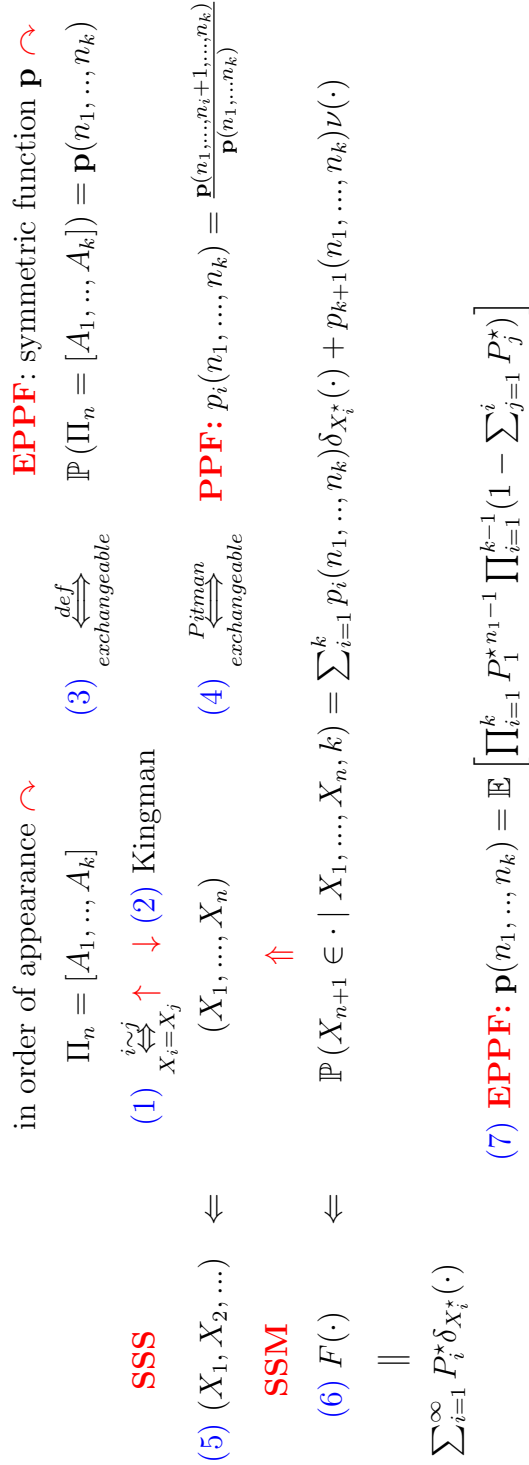 in order of appearance ↷ EPPF: symmetric function p ↷
Π_n = [A_1, .., A_k] (3) ⟺^{def}_{exchangeable} ℙ (Π_n = [A_1, .., A_k]) = p(n_1, .., n_k)
SSS (1) ⇔^{i∼j}_{X_i=X_j} ↑ ↓ (2) Kingman
(5) (X_1, X_2, ...) ⇐ (X_1, ..., X_n) (4) ⟺^{Pitman}_{exchangeable} PPF: p_i(n_1, ..., n_k) = \frac{p(n_1,...,n_i+1,...,n_k)}{p(n_1,...n_k)}
SSM ⇑
(6) F(·) ⇐ ℙ (X_{n+1} ∈ · | X_1, ..., X_n, k) = ∑_{i=1}^{k} p_i(n_1, .., n_k)δ_{X_i^⋆}(·) + p_{k+1}(n_1, ..., n_k)ν(·)
||
∑_{i=1}^{∞} P_i^⋆ δ_{X_i^⋆}(·)
(7) EPPF: p(n_1, .., n_k) = 𝔼 [∏_{i=1}^{k} P_1^{⋆n_1−1} ∏_{i=1}^{k−1}(1 − ∑_{j=1}^{i} P_j^⋆)]